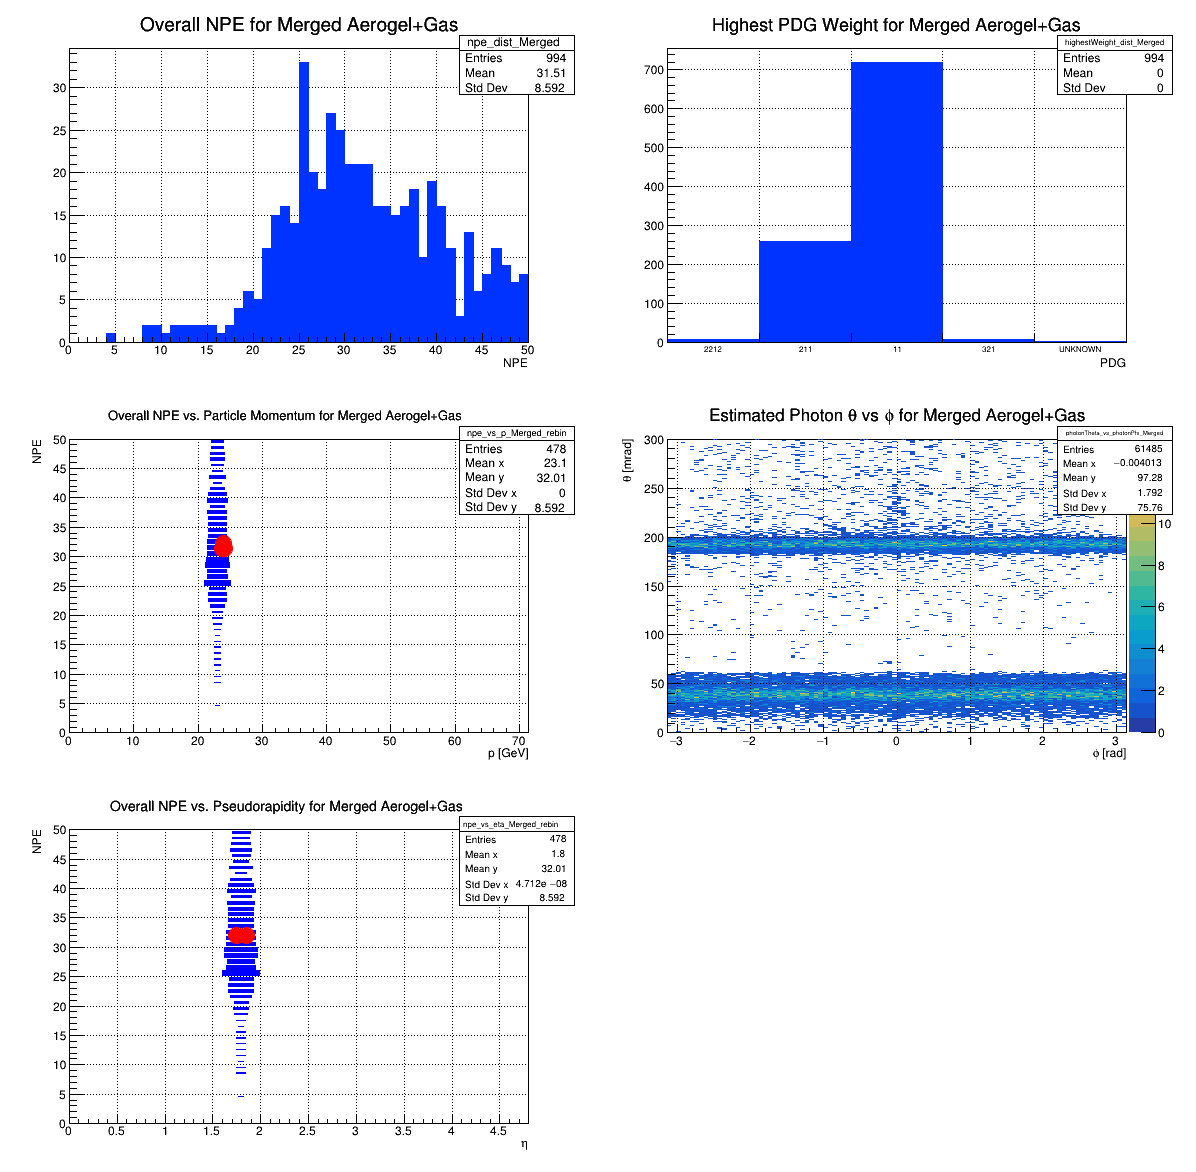 Overall NPE for Merged Aerogel+Gas
npe_dist_Merged
Entries 994
Mean 31.51
Std Dev 8.592
30
25
20
15
10
5
0
0 5 10 15 20 25 30 35 40 45 50
NPE
Highest PDG Weight for Merged Aerogel+Gas
highestWeight_dist_Merged
Entries 994
Mean 0
Std Dev 0
700
600
500
400
300
200
100
0
2212 211 11 321 UNKNOWN
PDG
Overall NPE vs. Particle Momentum for Merged Aerogel+Gas
npe_vs_p_Merged_rebin
Entries 478
Mean x 23.1
Mean y 32.01
Std Dev x 0
Std Dev y 8.592
NPE
50
45
40
35
30
25
20
15
10
5
0
0 10 20 30 40 50 60 70
p [GeV]
Estimated Photon θ vs ϕ for Merged Aerogel+Gas
photonTheta_vs_photonPhi_Merged
Entries 61485
Mean x −0.004013
Mean y 97.28
Std Dev x 1.792
Std Dev y 75.76
θ [mrad]
300
250
200
150
100
50
0
−3 −2 −1 0 1 2 3
ϕ [rad]
10
8
6
4
2
0
Overall NPE vs. Pseudorapidity for Merged Aerogel+Gas
npe_vs_eta_Merged_rebin
Entries 478
Mean x 1.8
Mean y 32.01
Std Dev x 4.712e −08
Std Dev y 8.592
NPE
50
45
40
35
30
25
20
15
10
5
0
0 0.5 1 1.5 2 2.5 3 3.5 4 4.5
η